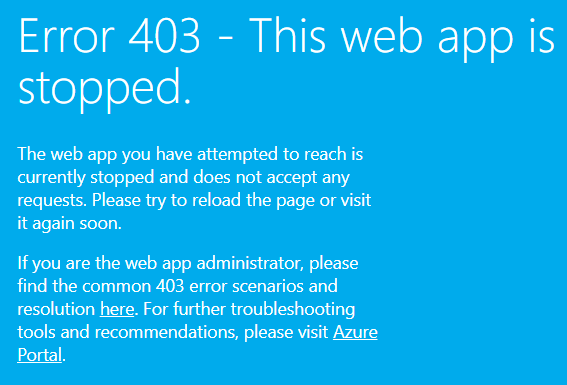 Error 403 - This web app is
stopped.
The web app you have attempted to reach is
currently stopped and does not accept any
requests. Please try to reload the page or visit
it again soon.
If you are the web app administrator, please
find the common 403 error scenarios and
resolution here. For further troubleshooting
tools and recommendations, please visit Azure
Portal.